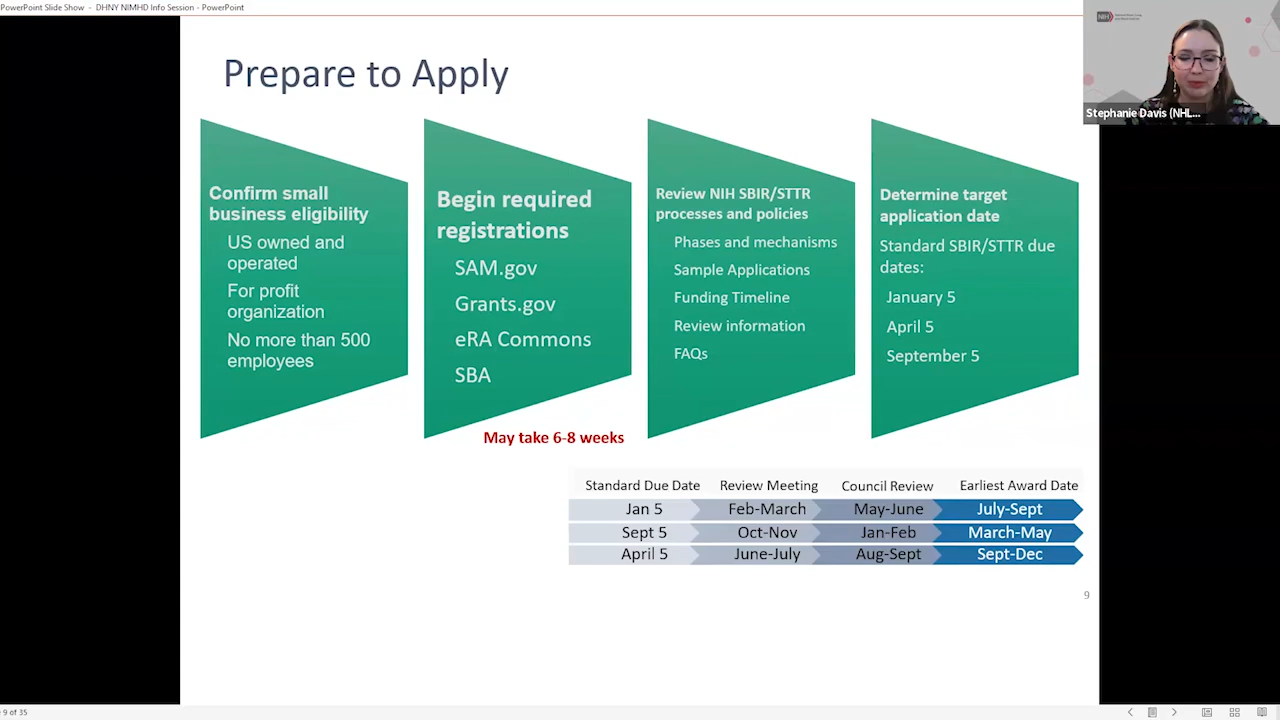 PowerPoint Slide Show - DHNY NIMHD Info Session - PowerPoint
NIH
Stephanie Davis (NHL...
Prepare to Apply
Confirm small
business eligibility
US owned and
operated
For profit
organization
No more than 500
employees
Begin required
registrations
SAM.gov
Grants.gov
eRA Commons
SBA
May take 6-8 weeks
Review NIH SBIR/STTR
processes and policies
Phases and mechanisms
Sample Applications
Funding Timeline
Review information
FAQs
Determine target
application date
Standard SBIR/STTR due
dates:
January 5
April 5
September 5
Standard Due Date Review Meeting Council Review Earliest Award Date
Jan 5 Feb-March May-June July-Sept
Sept 5 Oct-Nov Jan-Feb March-May
April 5 June-July Aug-Sept Sept-Dec
9
9 of 35